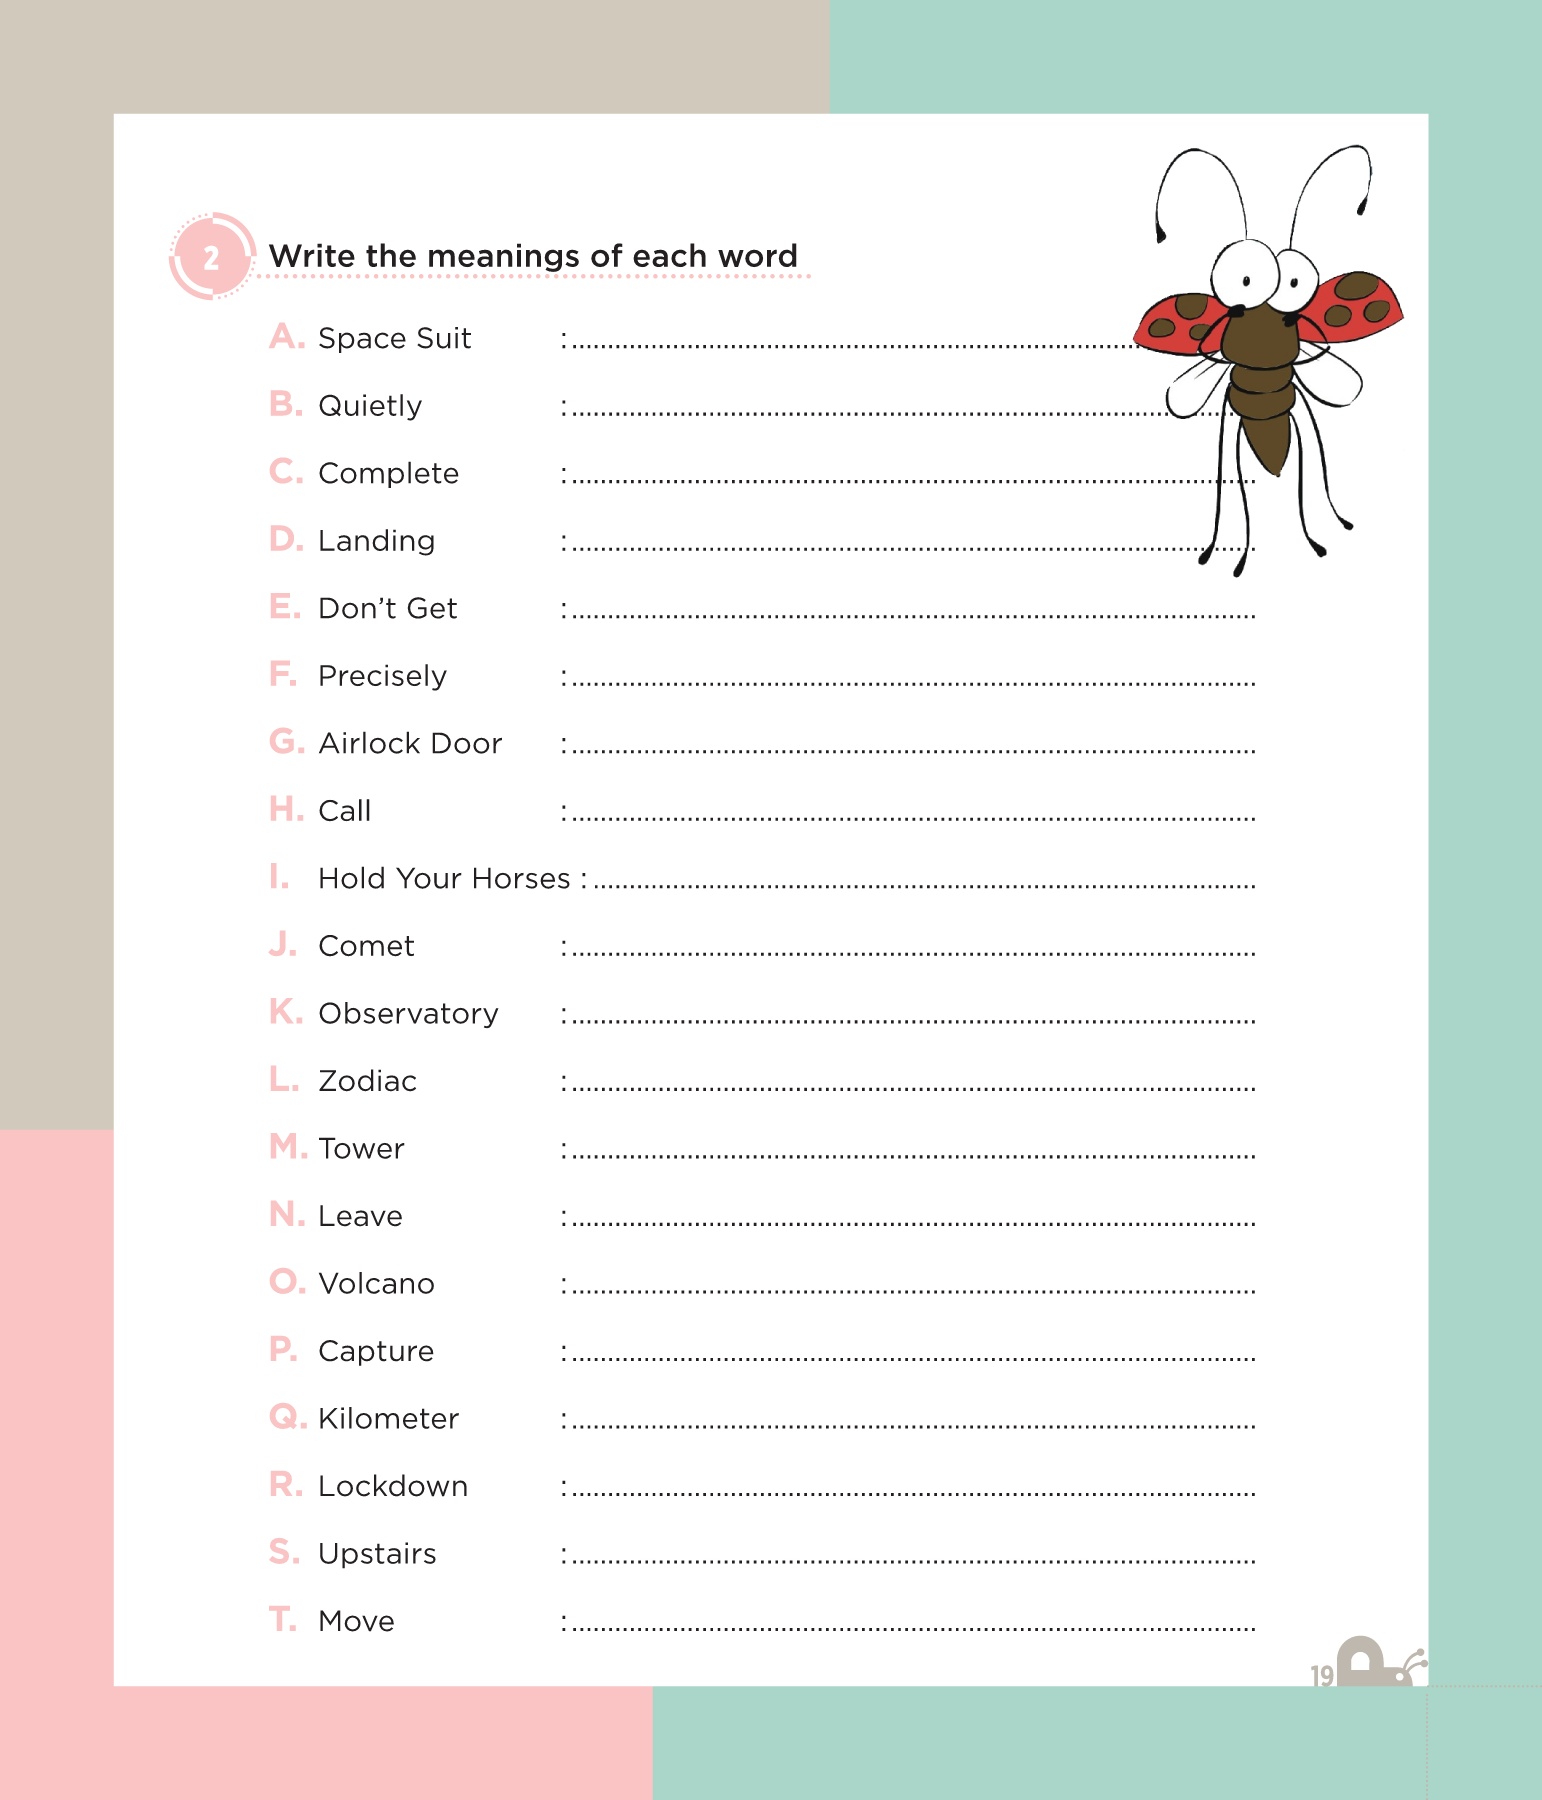 2 Write the meanings of each word
A. Space Suit :
B. Quietly :
C. Complete :
D. Landing :
E. Don’t Get :
F. Precisely :
G. Airlock Door :
H. Call :
I. Hold Your Horses :
J. Comet :
K. Observatory :
L. Zodiac :
M. Tower :
N. Leave :
O. Volcano :
P. Capture :
Q. Kilometer :
R. Lockdown :
S. Upstairs :
T. Move :
19